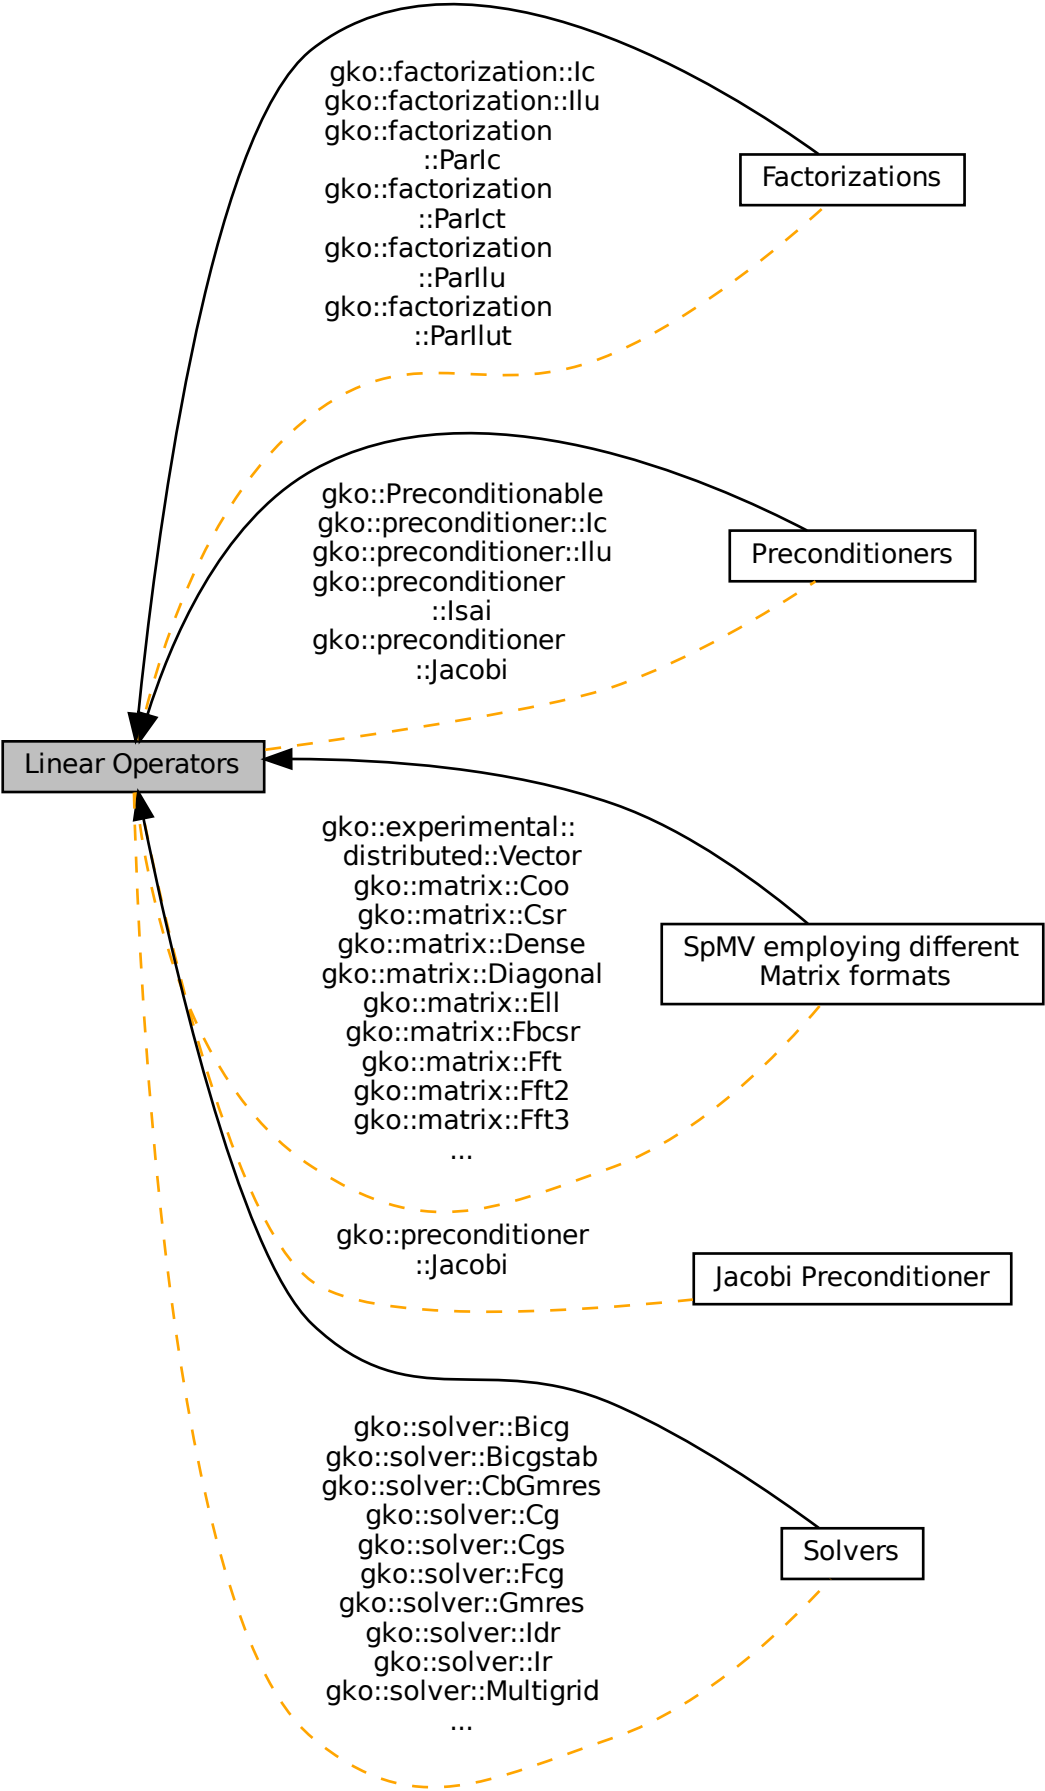 gko::factorization::Ic
gko::factorization::Ilu
gko::factorization
::ParIc
gko::factorization
::ParIct
gko::factorization
::ParIlu
gko::factorization
::ParIlut
Factorizations
gko::Preconditionable
gko::preconditioner::Ic
gko::preconditioner::Ilu
gko::preconditioner
::Isai
gko::preconditioner
::Jacobi
Preconditioners
Linear Operators
gko::experimental::
distributed::Vector
gko::matrix::Coo
gko::matrix::Csr
gko::matrix::Dense
gko::matrix::Diagonal
gko::matrix::Ell
gko::matrix::Fbcsr
gko::matrix::Fft
gko::matrix::Fft2
gko::matrix::Fft3
...
SpMV employing different
Matrix formats
gko::preconditioner
::Jacobi
Jacobi Preconditioner
gko::solver::Bicg
gko::solver::Bicgstab
gko::solver::CbGmres
gko::solver::Cg
gko::solver::Cgs
gko::solver::Fcg
gko::solver::Gmres
gko::solver::Idr
gko::solver::Ir
gko::solver::Multigrid
...
Solvers